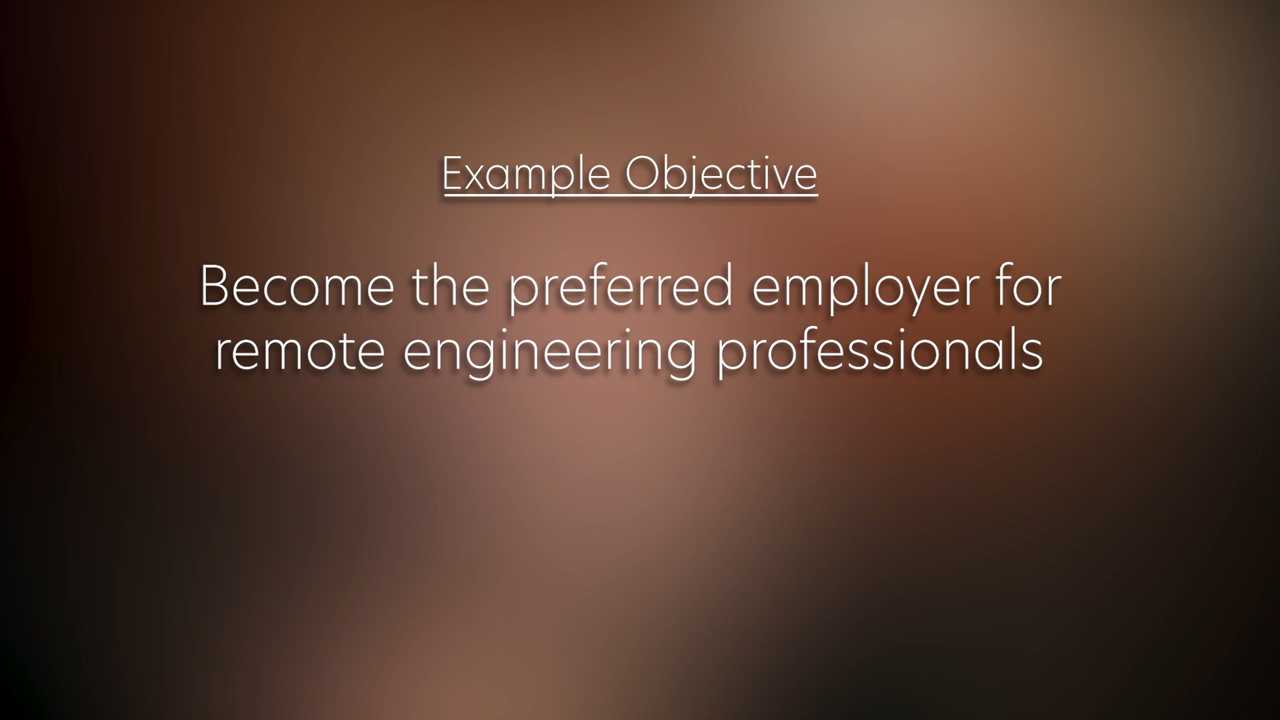 Example Objective
Become the preferred employer for
remote engineering professionals